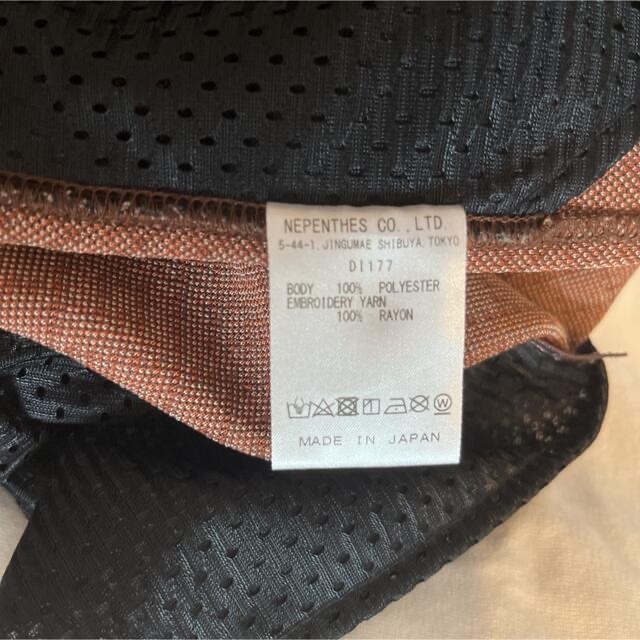 NEPENTHES CO., LTD.
5-44-1, JINGUMAE SHIBUYA, TOKYO
DI177
BODY 100% POLYESTER
EMBROIDERY YARN
100% RAYON
W
MADE IN JAPAN